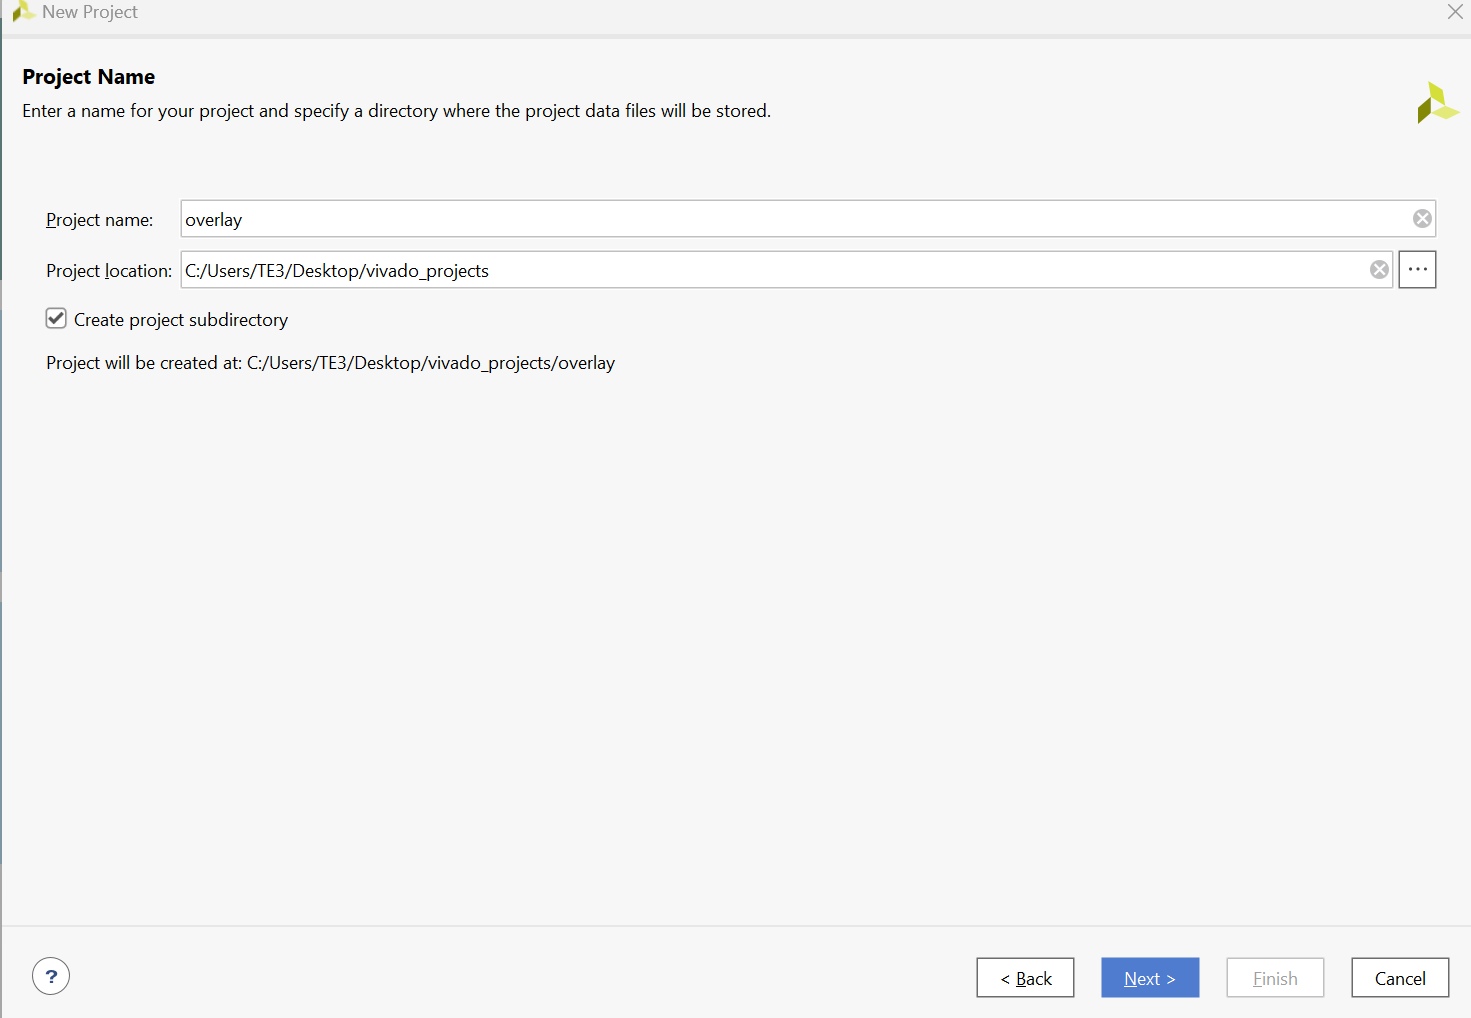 New Project
Project Name
Enter a name for your project and specify a directory where the project data files will be stored.
Project name: overlay
Project location: C:/Users/TE3/Desktop/vivado_projects ...
Create project subdirectory
Project will be created at: C:/Users/TE3/Desktop/vivado_projects/overlay
? < Back Next > Finish Cancel